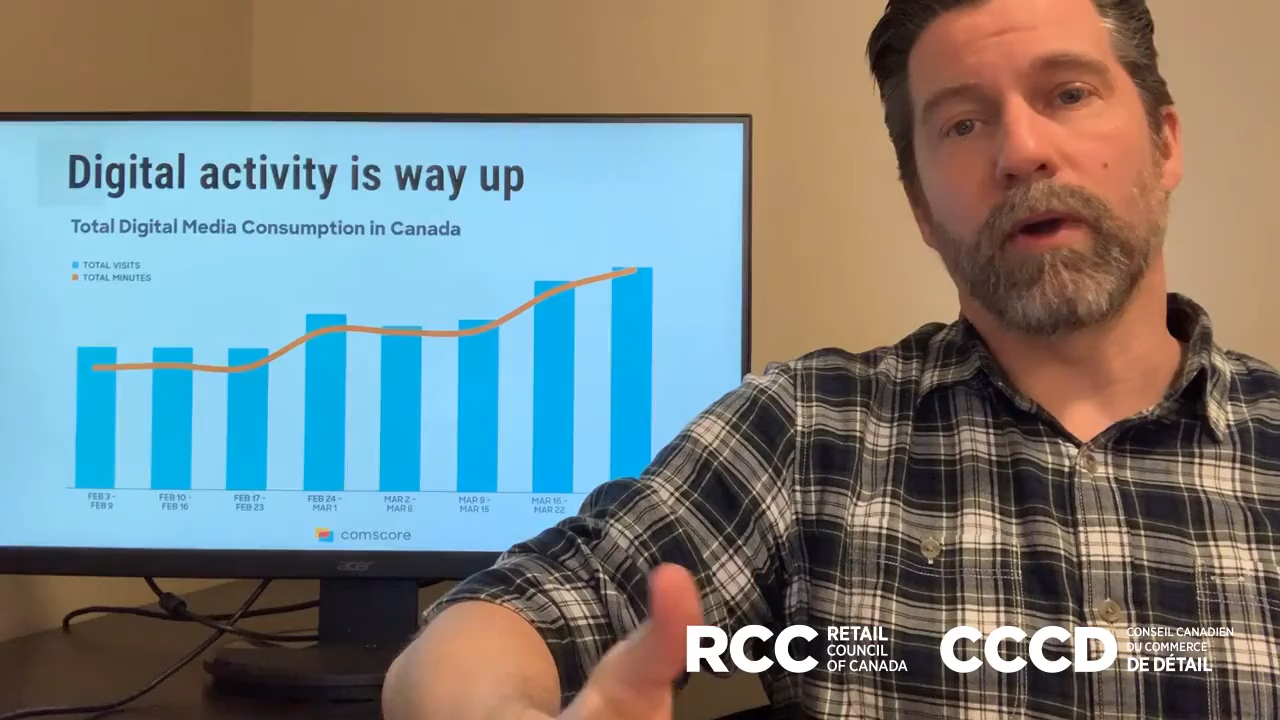 Digital activity is way up
Total Digital Media Consumption in Canada
TOTAL VISITS
TOTAL MINUTES
FEB 3 -
FEB 9
FEB 10 -
FEB 16
FEB 17 -
FEB 23
FEB 24 -
MAR 1
MAR 2 -
MAR 8
MAR 9 -
MAR 15
MAR 16 -
MAR 22
comscore
acer
RCC
RETAIL
COUNCIL
OF CANADA
CCCD
CONSEIL CANADIEN
DU COMMERCE
DE DÉTAIL